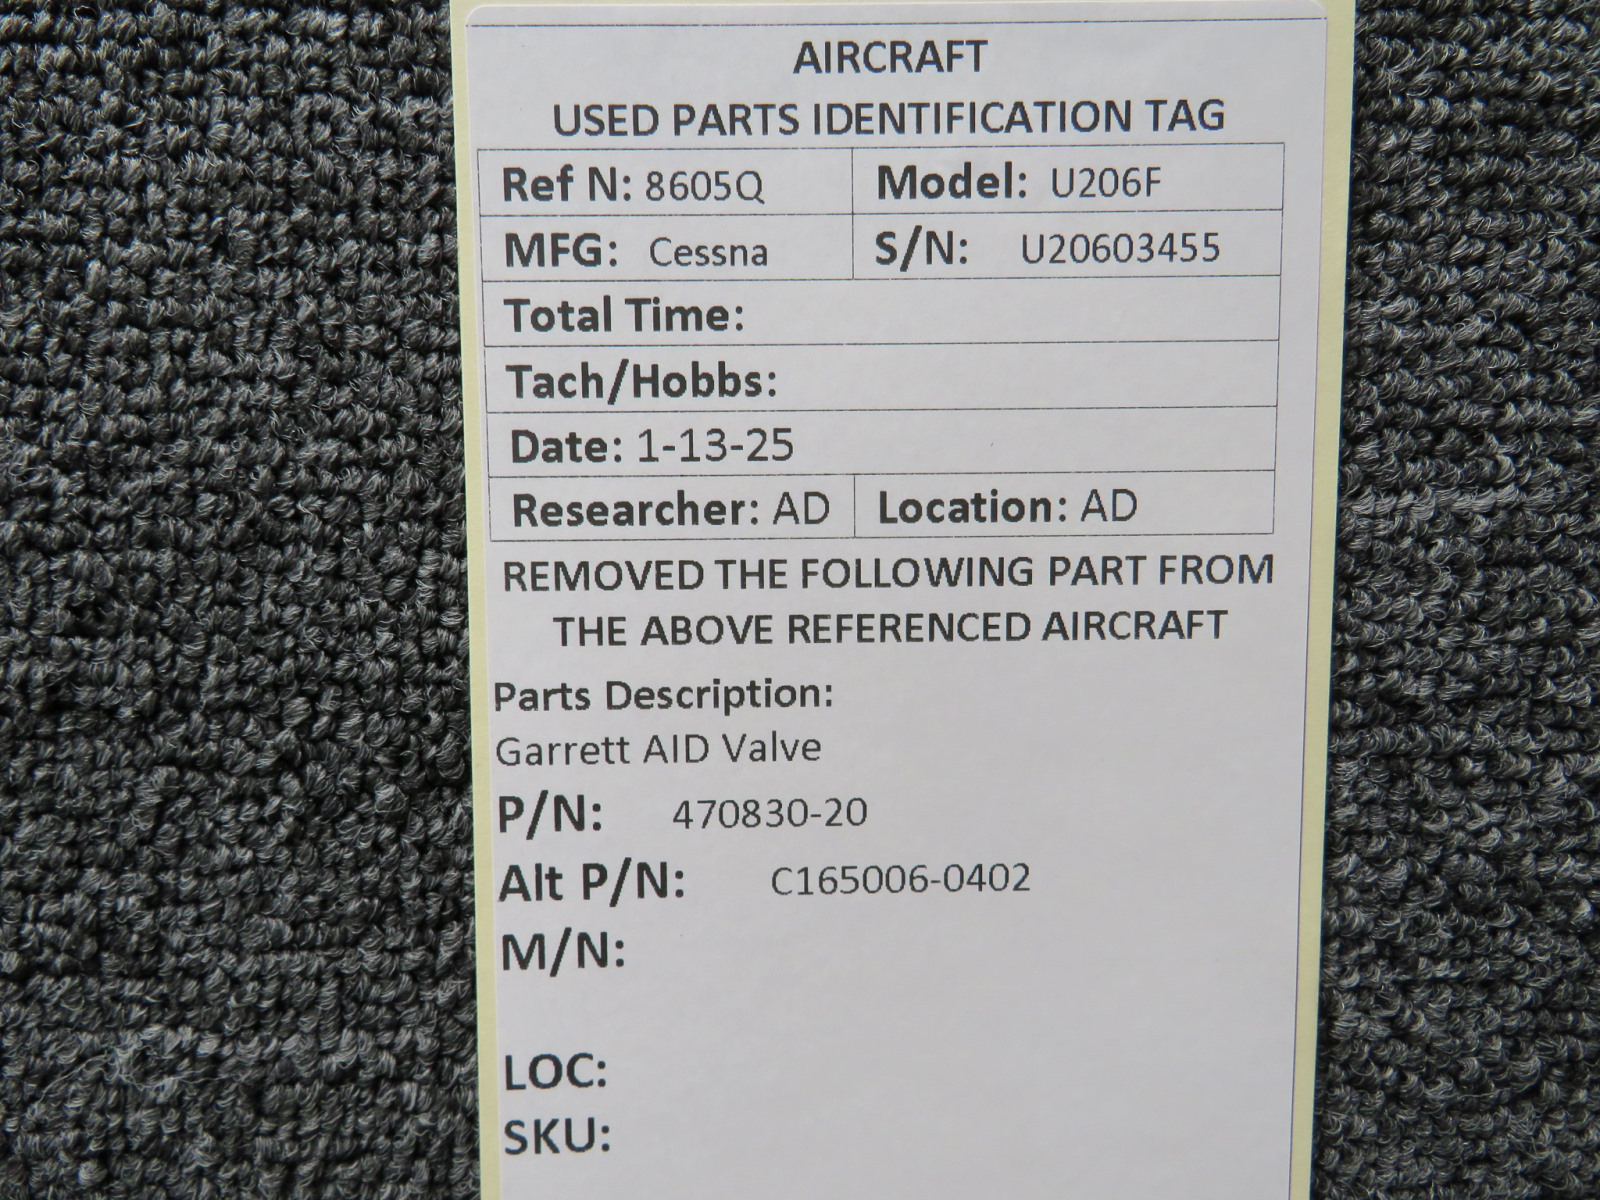 AIRCRAFT
USED PARTS IDENTIFICATION TAG
Ref N: 8605Q Model: U206F
MFG: Cessna S/N: U20603455
Total Time:
Tach/Hobbs:
Date: 1-13-25
Researcher: AD Location: AD
REMOVED THE FOLLOWING PART FROM
THE ABOVE REFERENCED AIRCRAFT
Parts Description:
Garrett AID Valve
P/N: 470830-20
Alt P/N: C165006-0402
M/N:
LOC:
SKU: